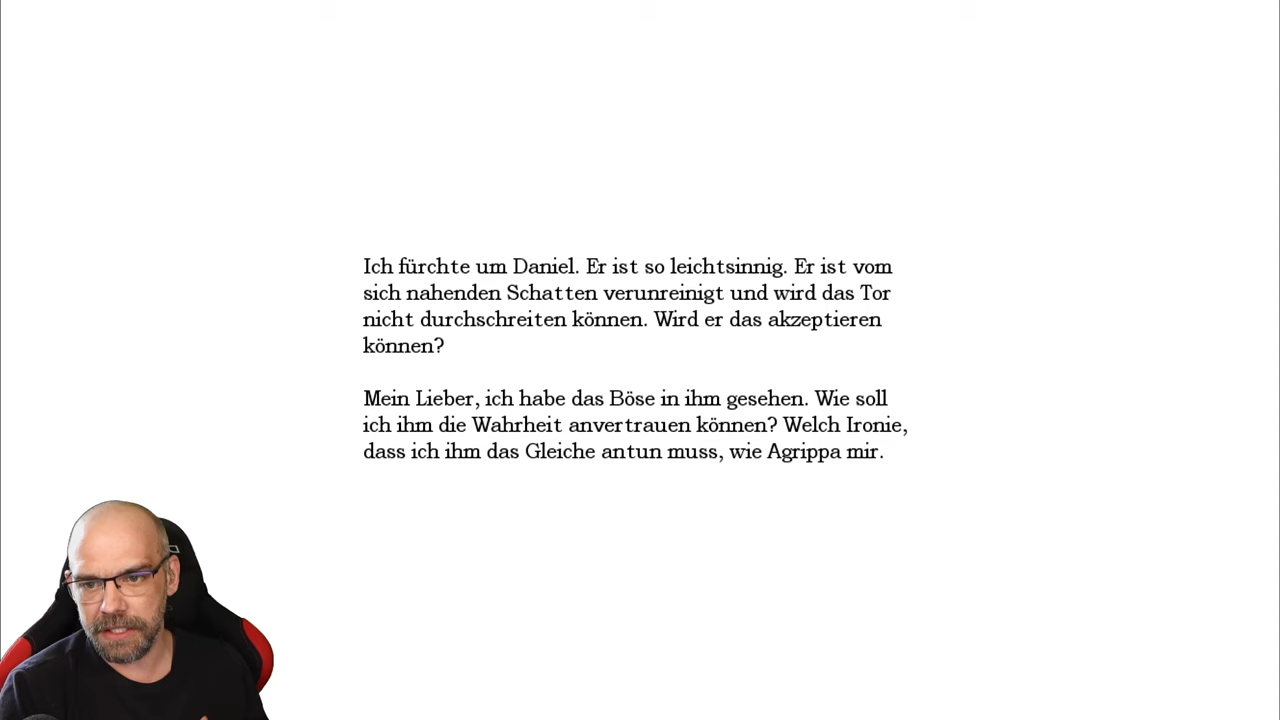 Ich fürchte um Daniel. Er ist so leichtsinnig. Er ist vom
sich nahenden Schatten verunreinigt und wird das Tor
nicht durchschreiten können. Wird er das akzeptieren
können?
Mein Lieber, ich habe das Böse in ihm gesehen. Wie soll
ich ihm die Wahrheit anvertrauen können? Welch Ironie,
dass ich ihm das Gleiche antun muss, wie Agrippa mir.